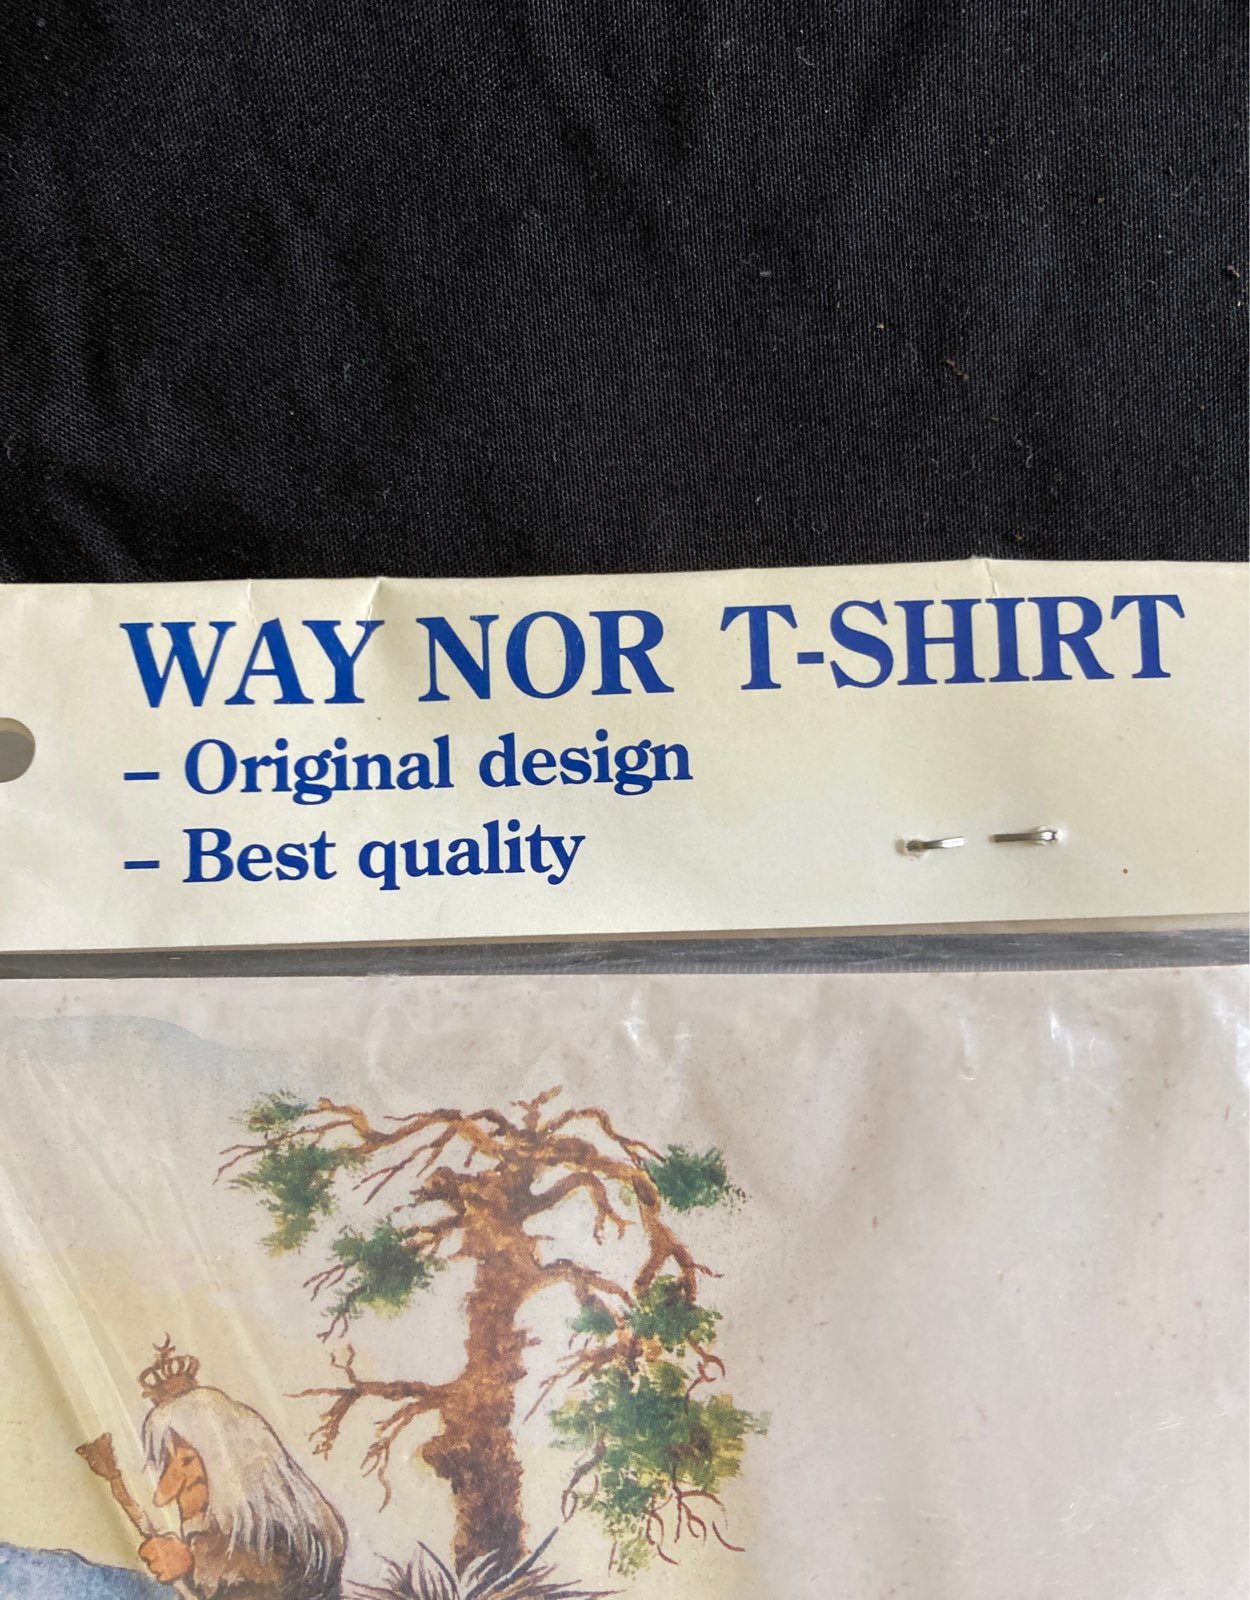 WAY NOR T-SHIRT
– Original design
– Best quality